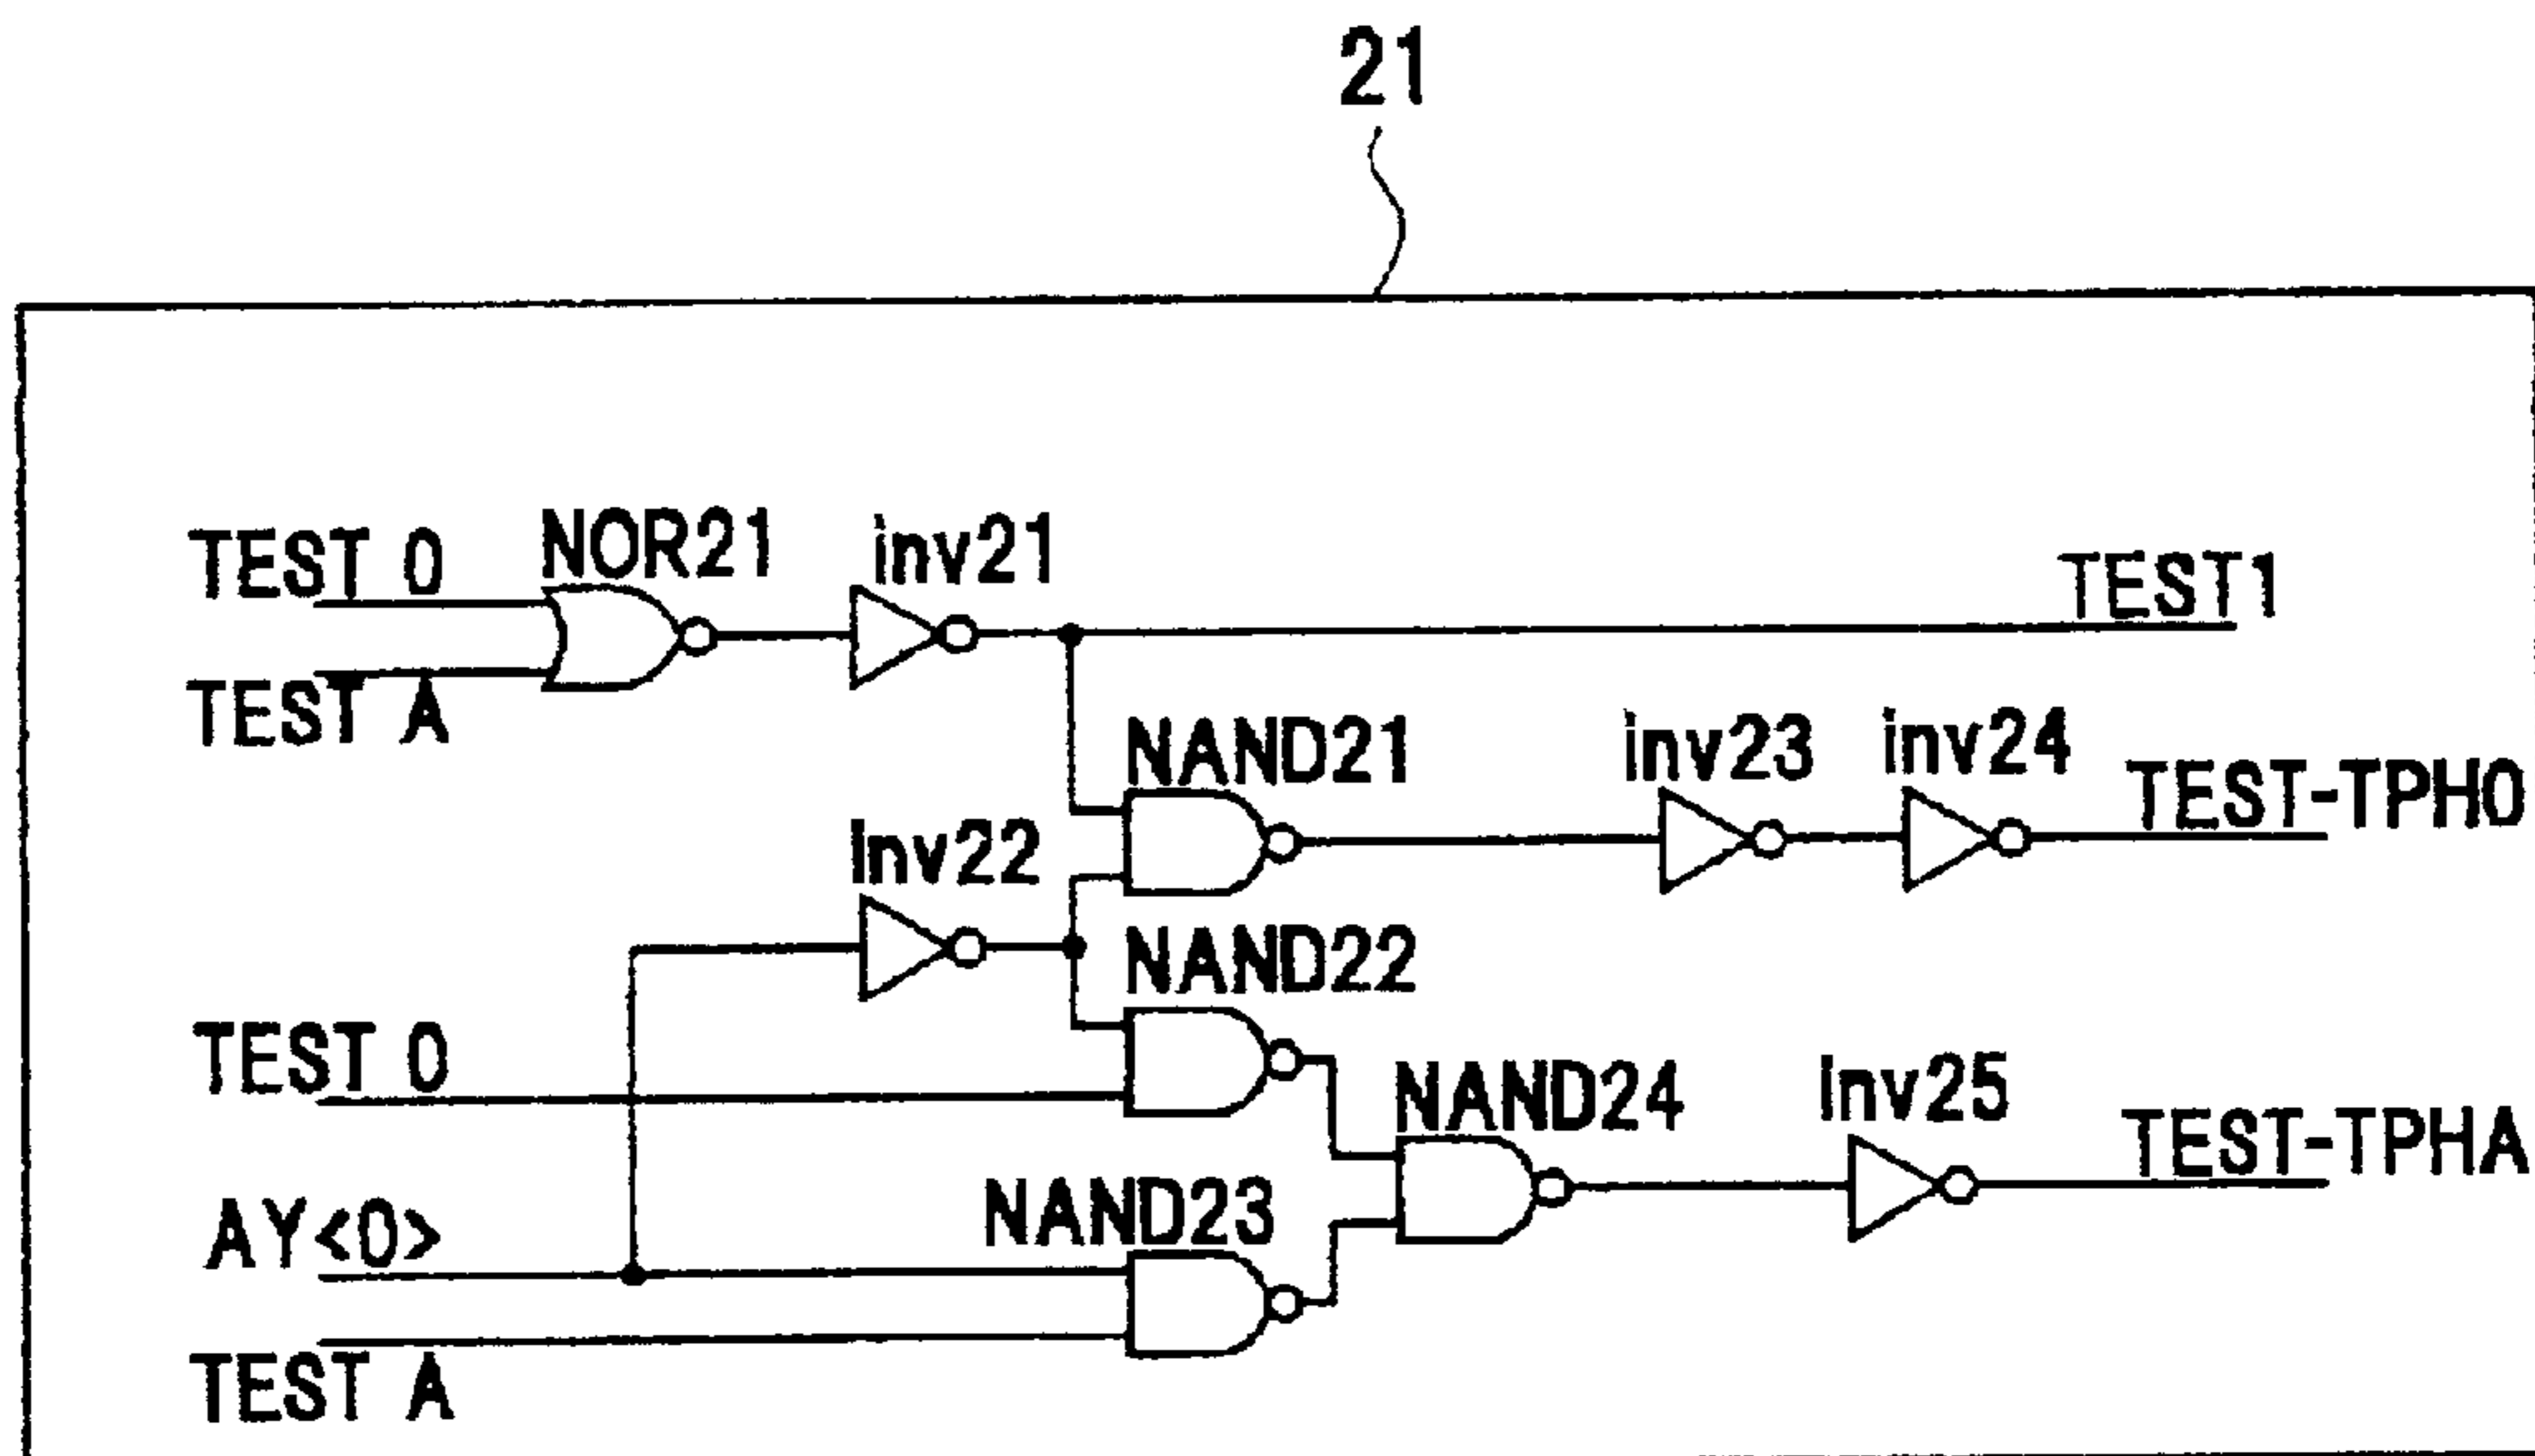 21
TEST 0
NOR21
inv21
TEST1
TEST A
NAND21
inv23
inv24
TEST-TPH0
inv22
NAND22
TEST 0
NAND24
inv25
TEST-TPHA
AY<0>
NAND23
TEST A